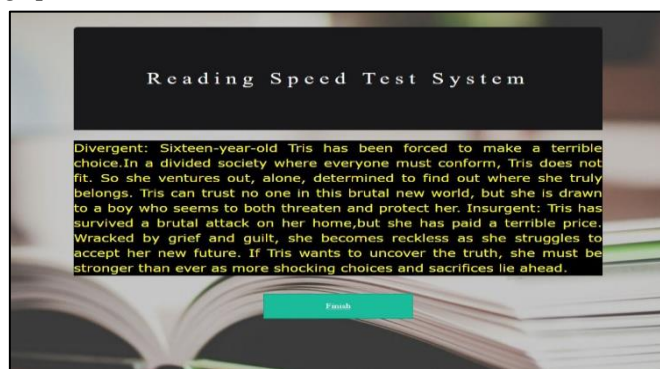 Reading Speed Test System
Divergent: Sixteen-year-old Tris has been forced to make a terrible
choice.In a divided society where everyone must conform, Tris does not
fit. So she ventures out, alone, determined to find out where she truly
belongs. Tris can trust no one in this brutal new world, but she is drawn
to a boy who seems to both threaten and protect her. Insurgent: Tris has
survived a brutal attack on her home,but she has paid a terrible price.
Wracked by grief and guilt, she becomes reckless as she struggles to
accept her new future. If Tris wants to uncover the truth, she must be
stronger than ever as more shocking choices and sacrifices lie ahead.
Finish